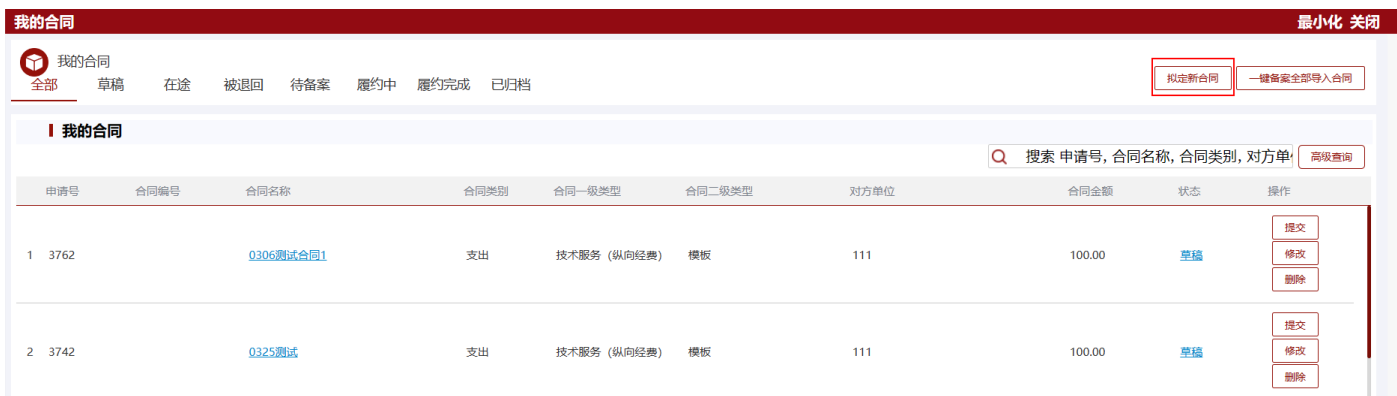 我的合同 最小化 关闭
我的合同
全部 草稿 在途 被退回 待备案 履约中 履约完成 已归档 拟定新合同 一键备案全部导入合同
我的合同
搜索 申请号, 合同名称, 合同类别, 对方单 高级查询
申请号 合同编号 合同名称 合同类别 合同一级类型 合同二级类型 对方单位 合同金额 状态 操作
提交
1 3762 0306测试合同1 支出 技术服务 (纵向经费) 模板 111 100.00 草稿 修改
删除
提交
2 3742 0325测试 支出 技术服务 (纵向经费) 模板 111 100.00 草稿 修改
删除